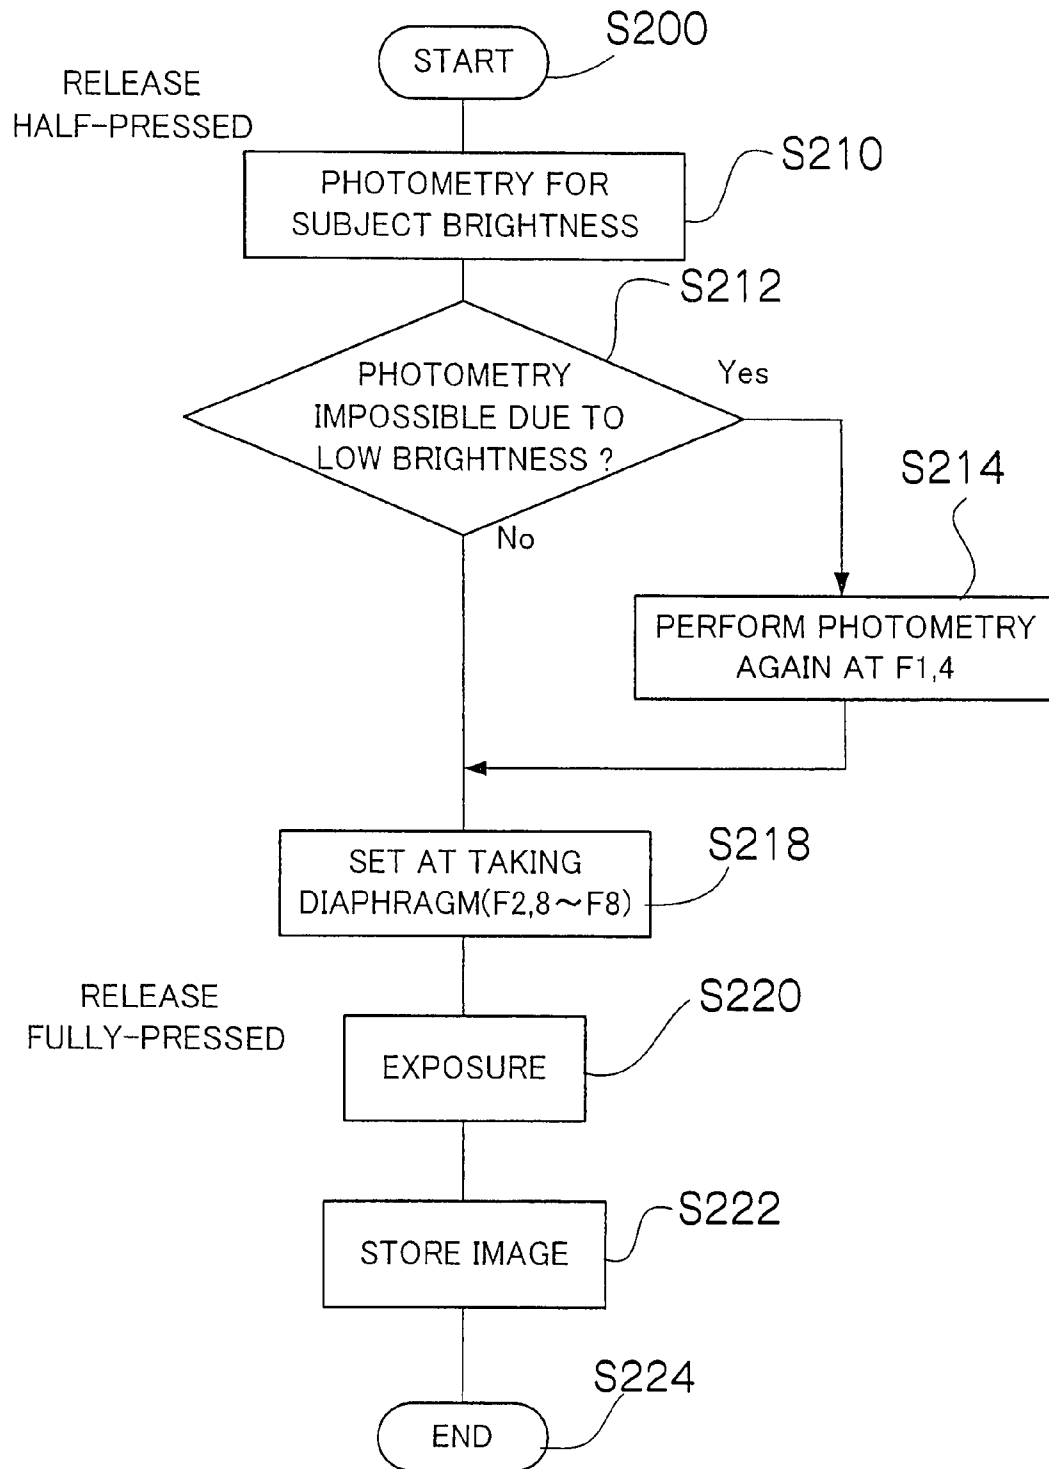 START
S200
RELEASE
HALF-PRESSED
PHOTOMETRY FOR
SUBJECT BRIGHTNESS
S210
S212
PHOTOMETRY
IMPOSSIBLE DUE TO
LOW BRIGHTNESS ?
Yes
No
S214
PERFORM PHOTOMETRY
AGAIN AT F1,4
SET AT TAKING
DIAPHRAGM(F2,8~F8)
S218
RELEASE
FULLY-PRESSED
EXPOSURE
S220
STORE IMAGE
S222
END
S224